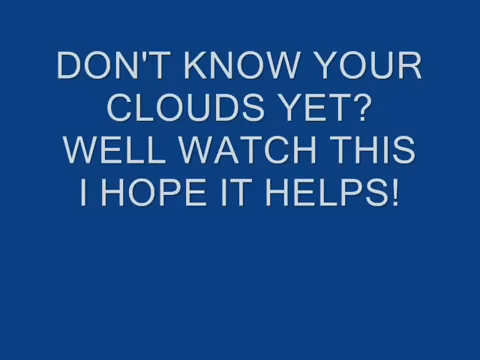 DON'T KNOW YOUR
CLOUDS YET?
WELL WATCH THIS
I HOPE IT HELPS!